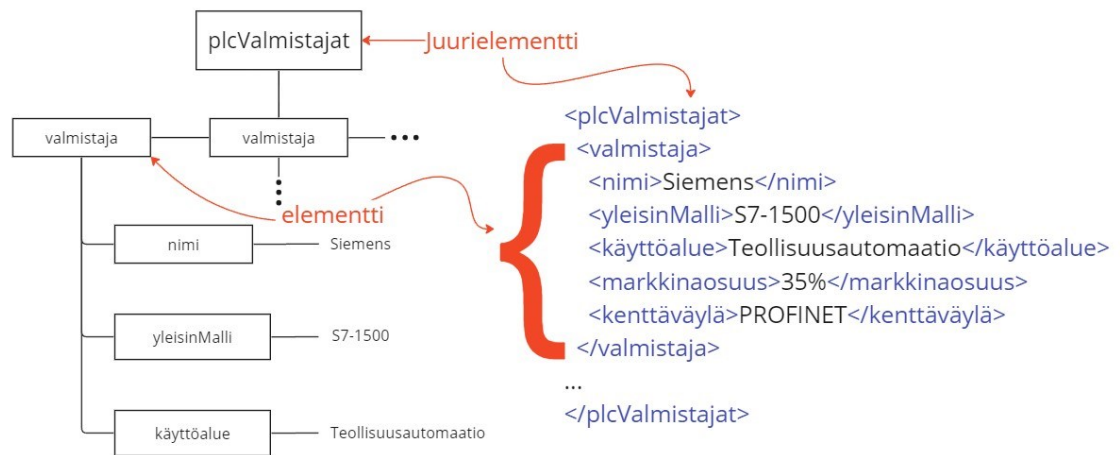 plcValmistajat
Juurielementti
valmistaja
valmistaja
elementti
nimi
Siemens
yleisinMalli
S7-1500
käyttöalue
Teollisuusautomaatio
<plcValmistajat>
<valmistaja>
<nimi>Siemens</nimi>
<yleisinMalli>S7-1500</yleisinMalli>
<käyttöalue>Teollisuusautomaatio</käyttöalue>
<markkinaosuus>35%</markkinaosuus>
<kenttäväylä>PROFINET</kenttäväylä>
</valmistaja>
...
</plcValmistajat>